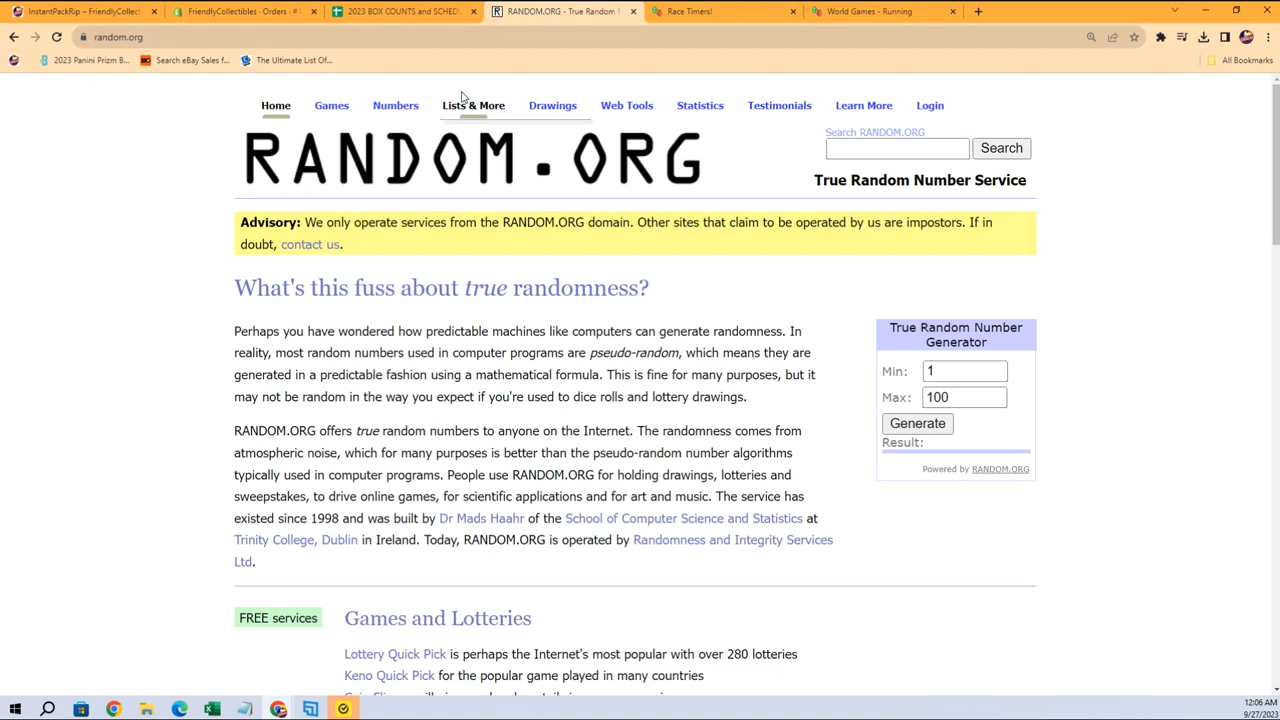 InstantPackRip – FriendlyCollect
FriendlyCollectibles · Orders · #
2023 BOX COUNTS and SCHED
RANDOM.ORG - True Random
Race Timers!
World Games - Running
random.org
2023 Panini Prizm B...
Search eBay Sales f...
The Ultimate List Of...
All Bookmarks
Home
Games
Numbers
Lists & More
Drawings
Web Tools
Statistics
Testimonials
Learn More
Login
RANDOM.ORG
Search RANDOM.ORG
Search
True Random Number Service
Advisory: We only operate services from the RANDOM.ORG domain. Other sites that claim to be operated by us are impostors. If in
doubt, contact us.
What's this fuss about true randomness?
Perhaps you have wondered how predictable machines like computers can generate randomness. In
reality, most random numbers used in computer programs are pseudo-random, which means they are
generated in a predictable fashion using a mathematical formula. This is fine for many purposes, but it
may not be random in the way you expect if you're used to dice rolls and lottery drawings.
RANDOM.ORG offers true random numbers to anyone on the Internet. The randomness comes from
atmospheric noise, which for many purposes is better than the pseudo-random number algorithms
typically used in computer programs. People use RANDOM.ORG for holding drawings, lotteries and
sweepstakes, to drive online games, for scientific applications and for art and music. The service has
existed since 1998 and was built by Dr Mads Haahr of the School of Computer Science and Statistics at
Trinity College, Dublin in Ireland. Today, RANDOM.ORG is operated by Randomness and Integrity Services
Ltd.
True Random Number
Generator
Min: 1
Max: 100
Generate
Result:
Powered by RANDOM.ORG
FREE services
Games and Lotteries
Lottery Quick Pick is perhaps the Internet's most popular with over 280 lotteries
Keno Quick Pick for the popular game played in many countries
12:06 AM
9/27/2023